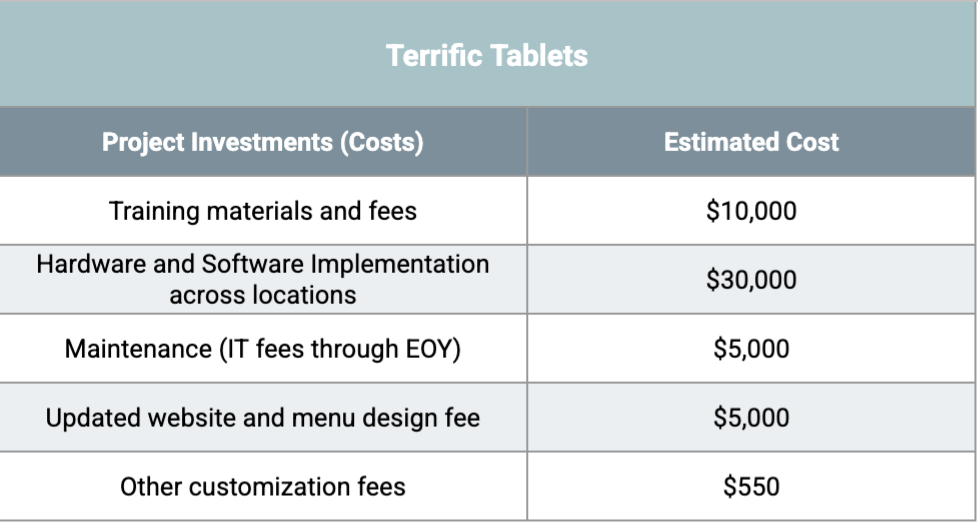 Terrific Tablets
Project Investments (Costs)
Estimated Cost
Training materials and fees
$10,000
Hardware and Software Implementation
across locations
$30,000
Maintenance (IT fees through EOY)
$5,000
Updated website and menu design fee
$5,000
Other customization fees
$550